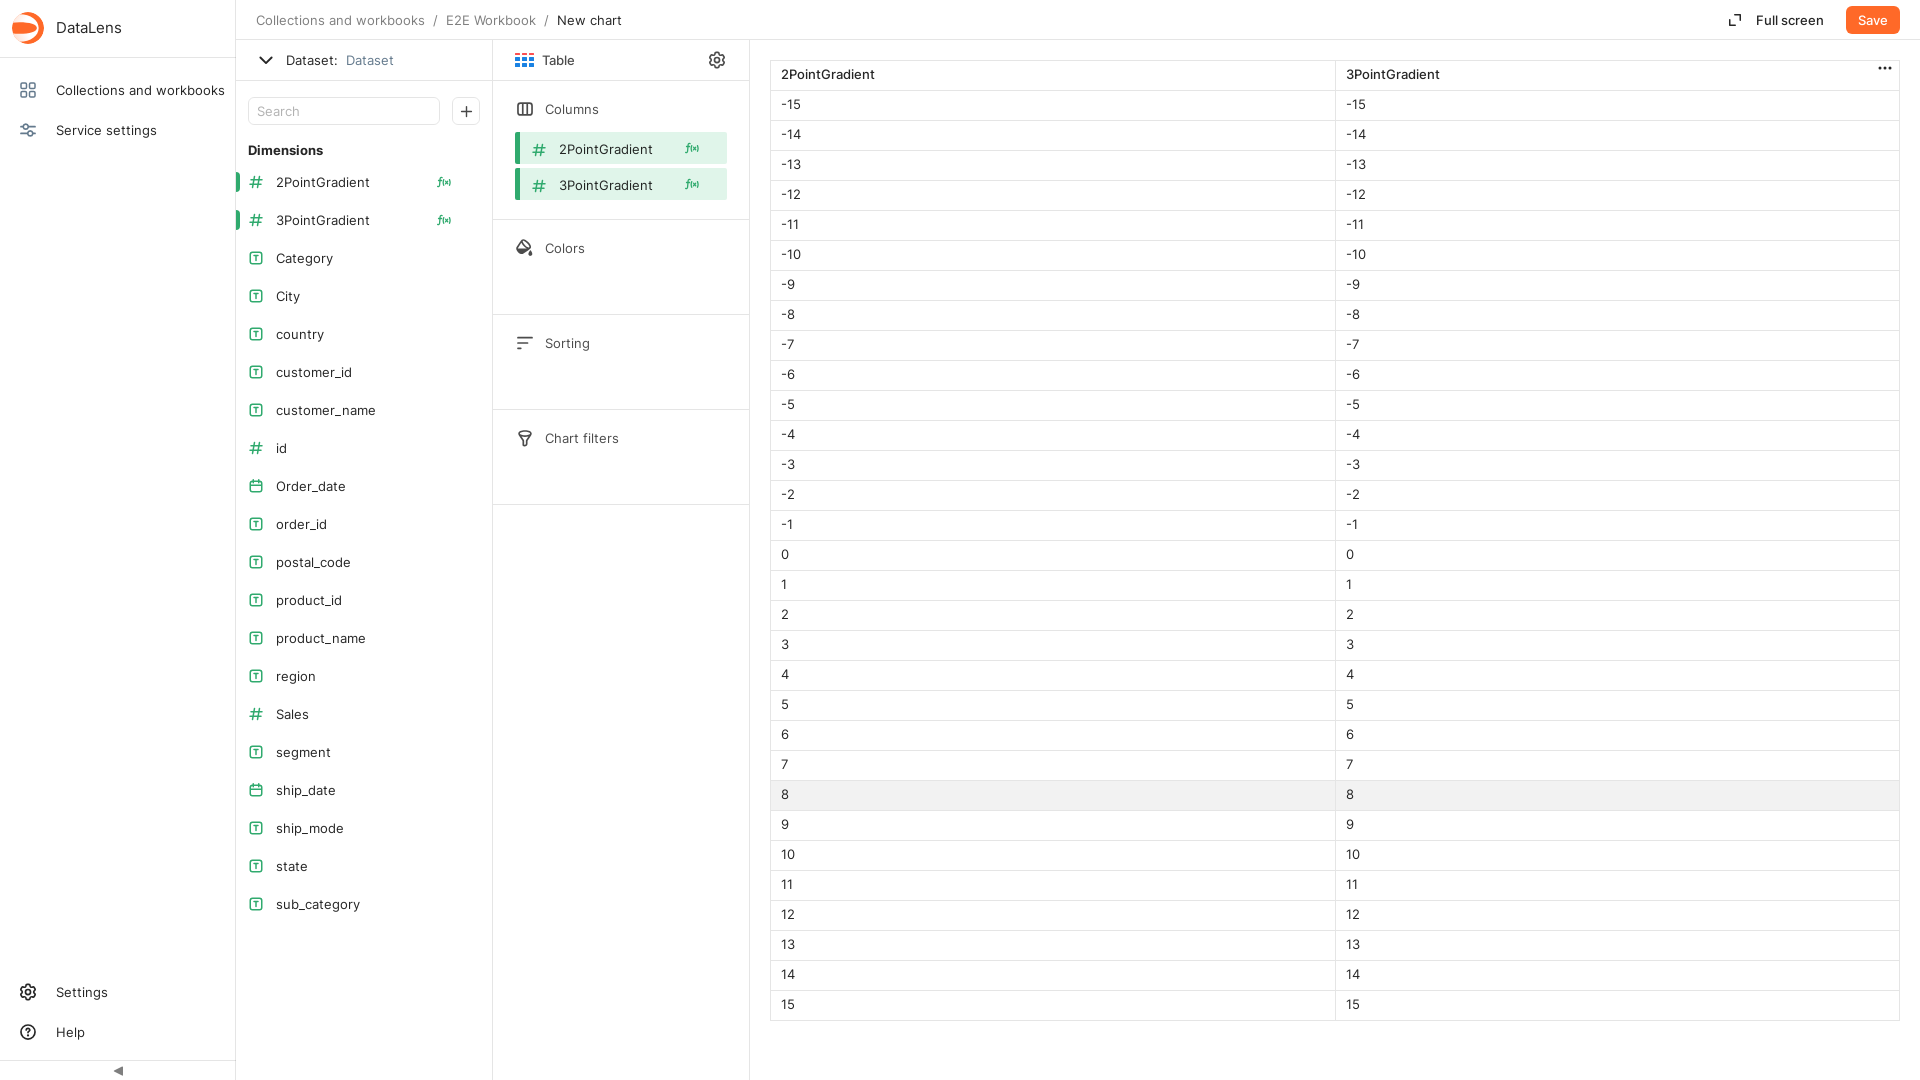 DataLens
Collections and workbooks
Service settings
Settings
Help
Collections and workbooks / E2E Workbook / New chart
Full screen
Save
Dataset: Dataset
Search
Dimensions
2PointGradient
3PointGradient
Category
City
country
customer_id
customer_name
id
Order_date
order_id
postal_code
product_id
product_name
region
Sales
segment
ship_date
ship_mode
state
sub_category
Table
Columns
2PointGradient
3PointGradient
Colors
Sorting
Chart filters
2PointGradient 3PointGradient
-15 -15
-14 -14
-13 -13
-12 -12
-11 -11
-10 -10
-9 -9
-8 -8
-7 -7
-6 -6
-5 -5
-4 -4
-3 -3
-2 -2
-1 -1
0 0
1 1
2 2
3 3
4 4
5 5
6 6
7 7
8 8
9 9
10 10
11 11
12 12
13 13
14 14
15 15